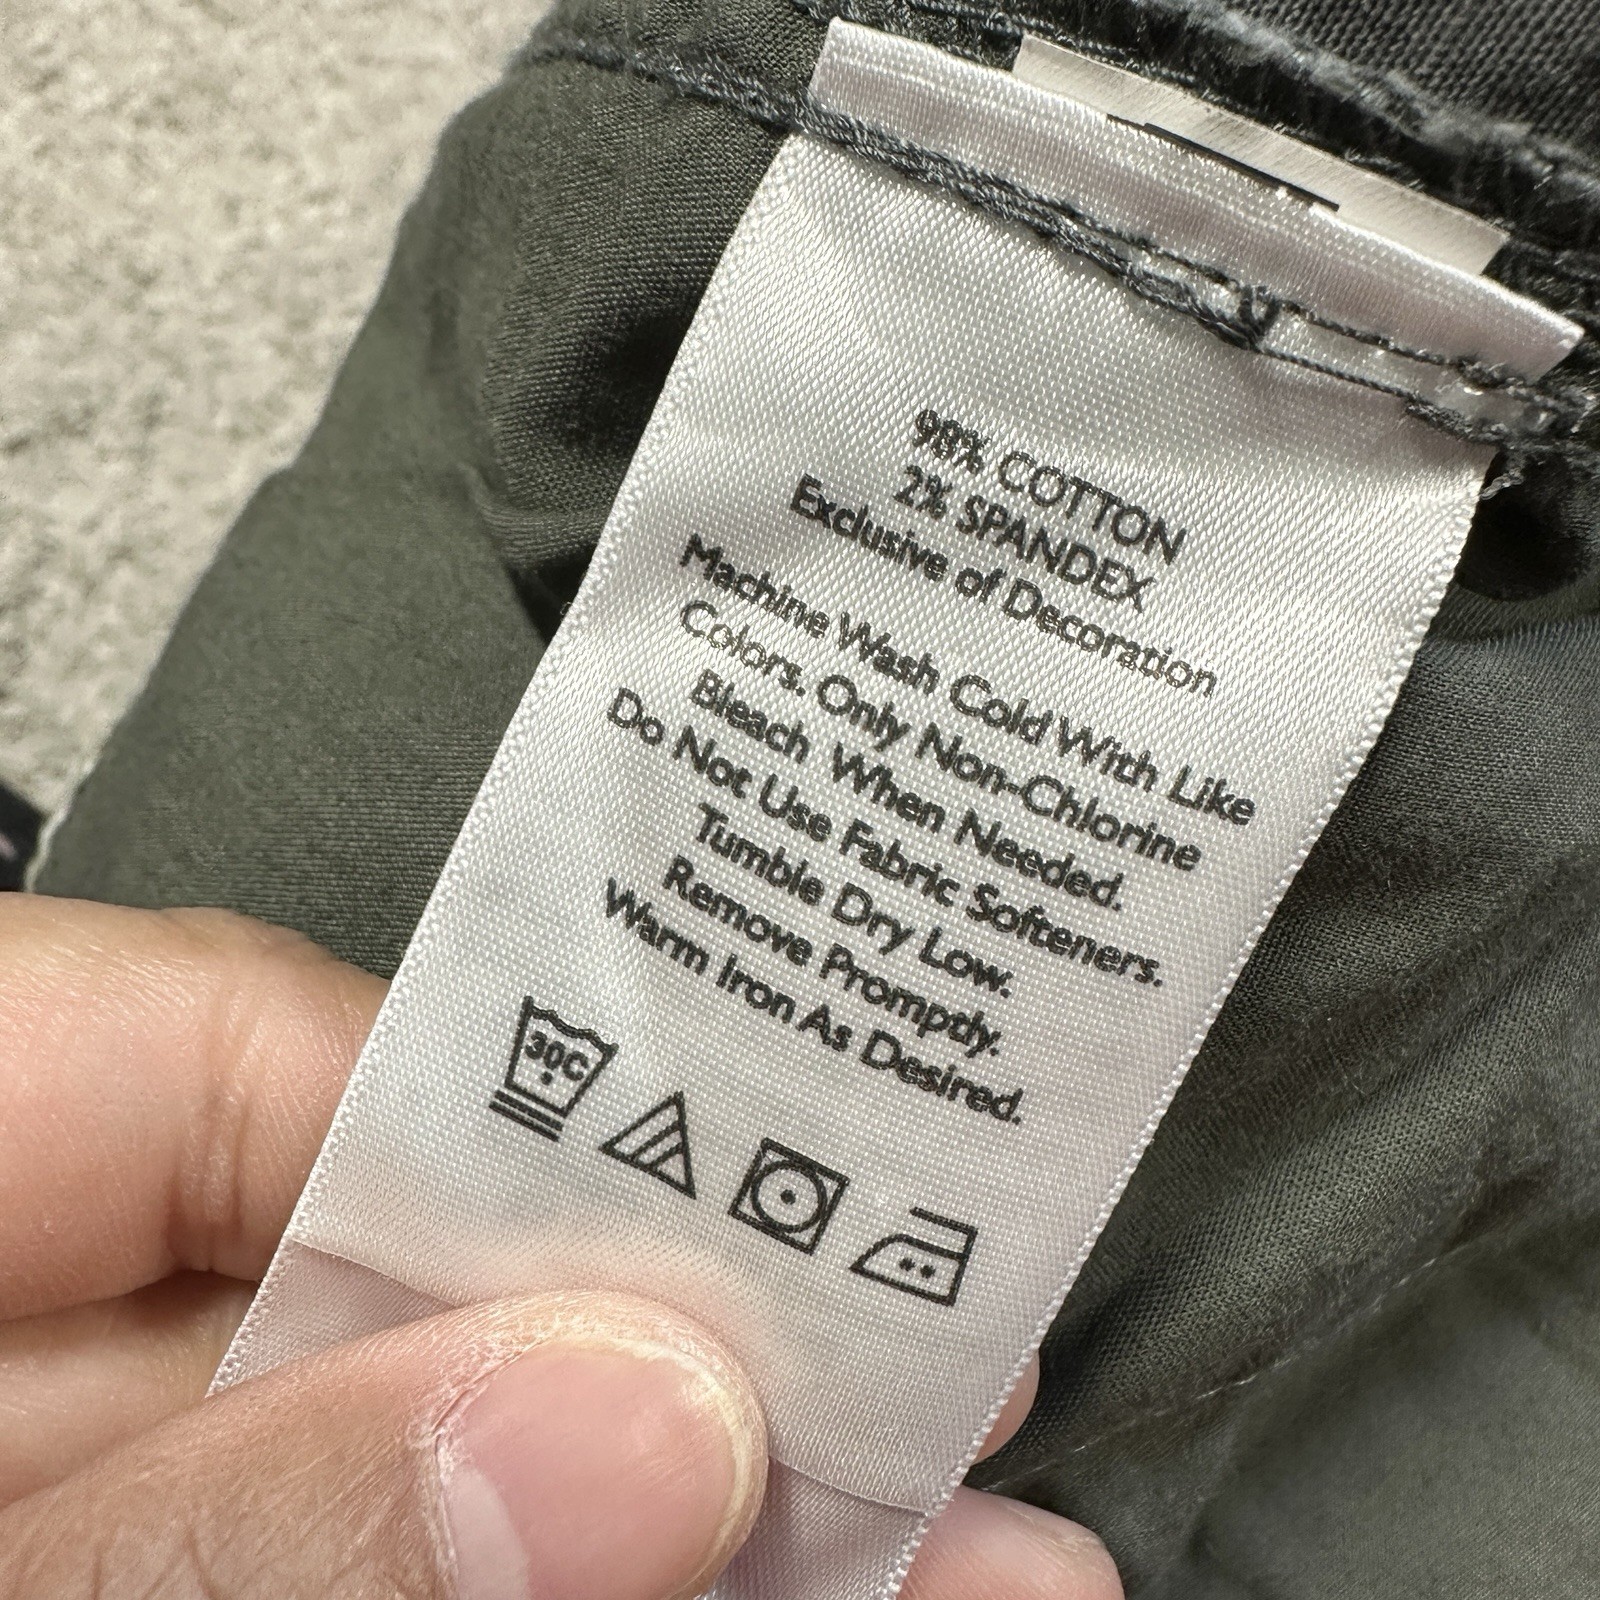 98% COTTON
2% SPANDEX
Exclusive of Decoration
Machine Wash Cold With Like
Colors. Only Non-Chlorine
Bleach When Needed.
Do Not Use Fabric Softeners.
Tumble Dry Low.
Remove Promptly.
Warm Iron As Desired.
30C